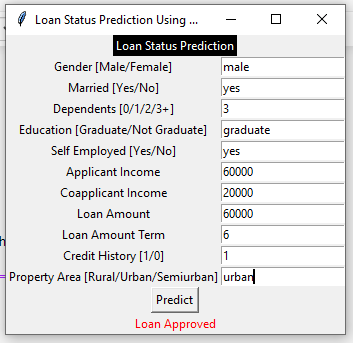 Loan Status Prediction Using ...
Loan Status Prediction
Gender [Male/Female] male
Married [Yes/No] yes
Dependents [0/1/2/3+] 3
Education [Graduate/Not Graduate] graduate
Self Employed [Yes/No] yes
Applicant Income 60000
Coapplicant Income 20000
Loan Amount 60000
Loan Amount Term 6
Credit History [1/0] 1
Property Area [Rural/Urban/Semiurban] urban
Predict
Loan Approved